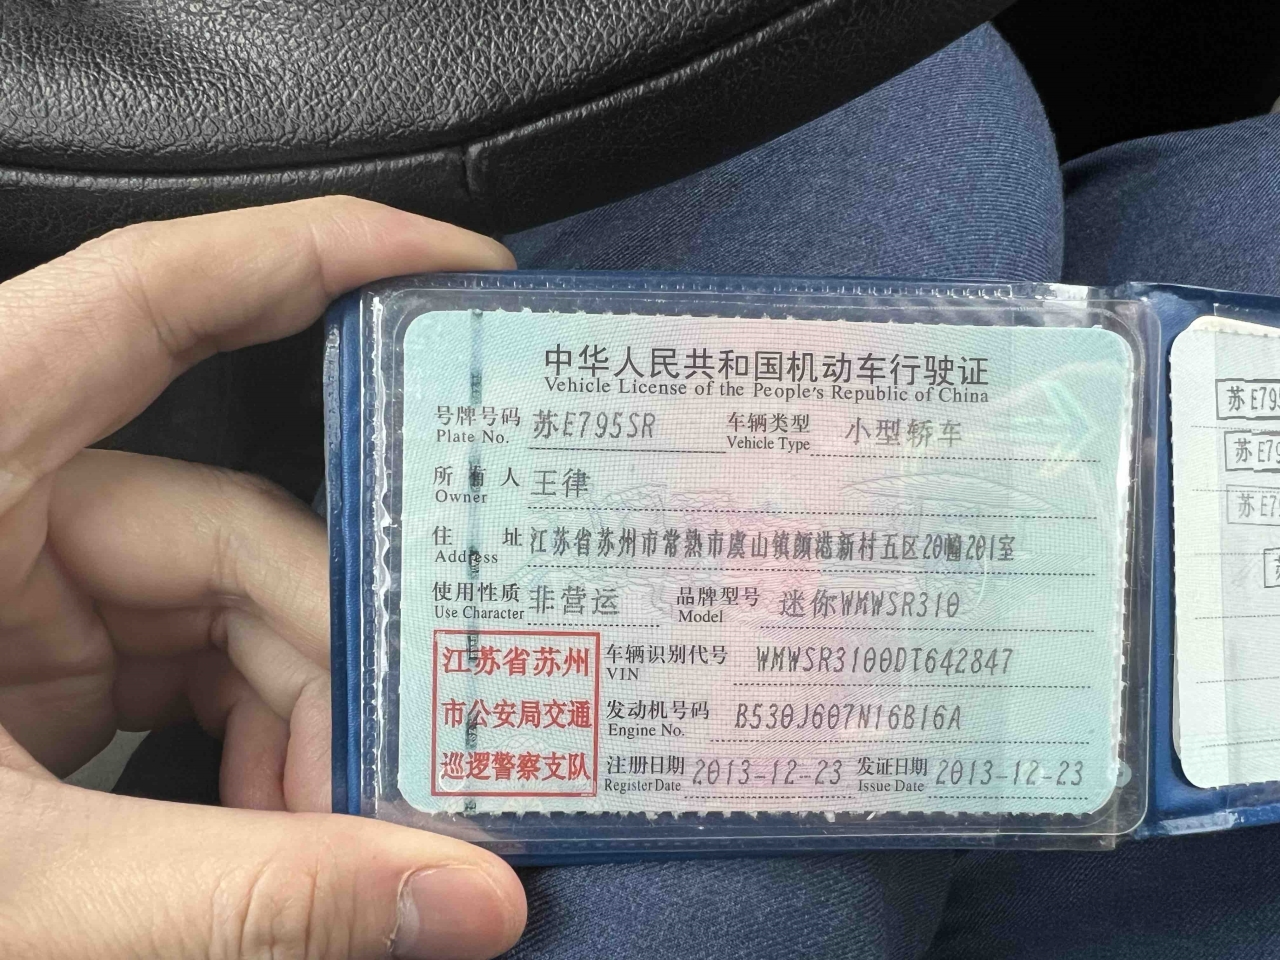 中华人民共和国机动车行驶证
Vehicle License of the People's Republic of China
号牌号码 苏E795SR 车辆类型 小型轿车
Plate No. Vehicle Type
所有人 王律
Owner
住址 江苏省苏州市常熟市虞山镇颜港新村五区20幢201室
Address
使用性质 非营运 品牌型号 迷你WMWSR310
Use Character Model
江苏省苏州
市公安局交通
巡逻警察支队
车辆识别代号 WMWSR3100DT642847
VIN
发动机号码 B530J607N16B16A
Engine No.
注册日期 2013-12-23 发证日期 2013-12-23
Register Date Issue Date
苏E795
苏E7
苏E7
苏